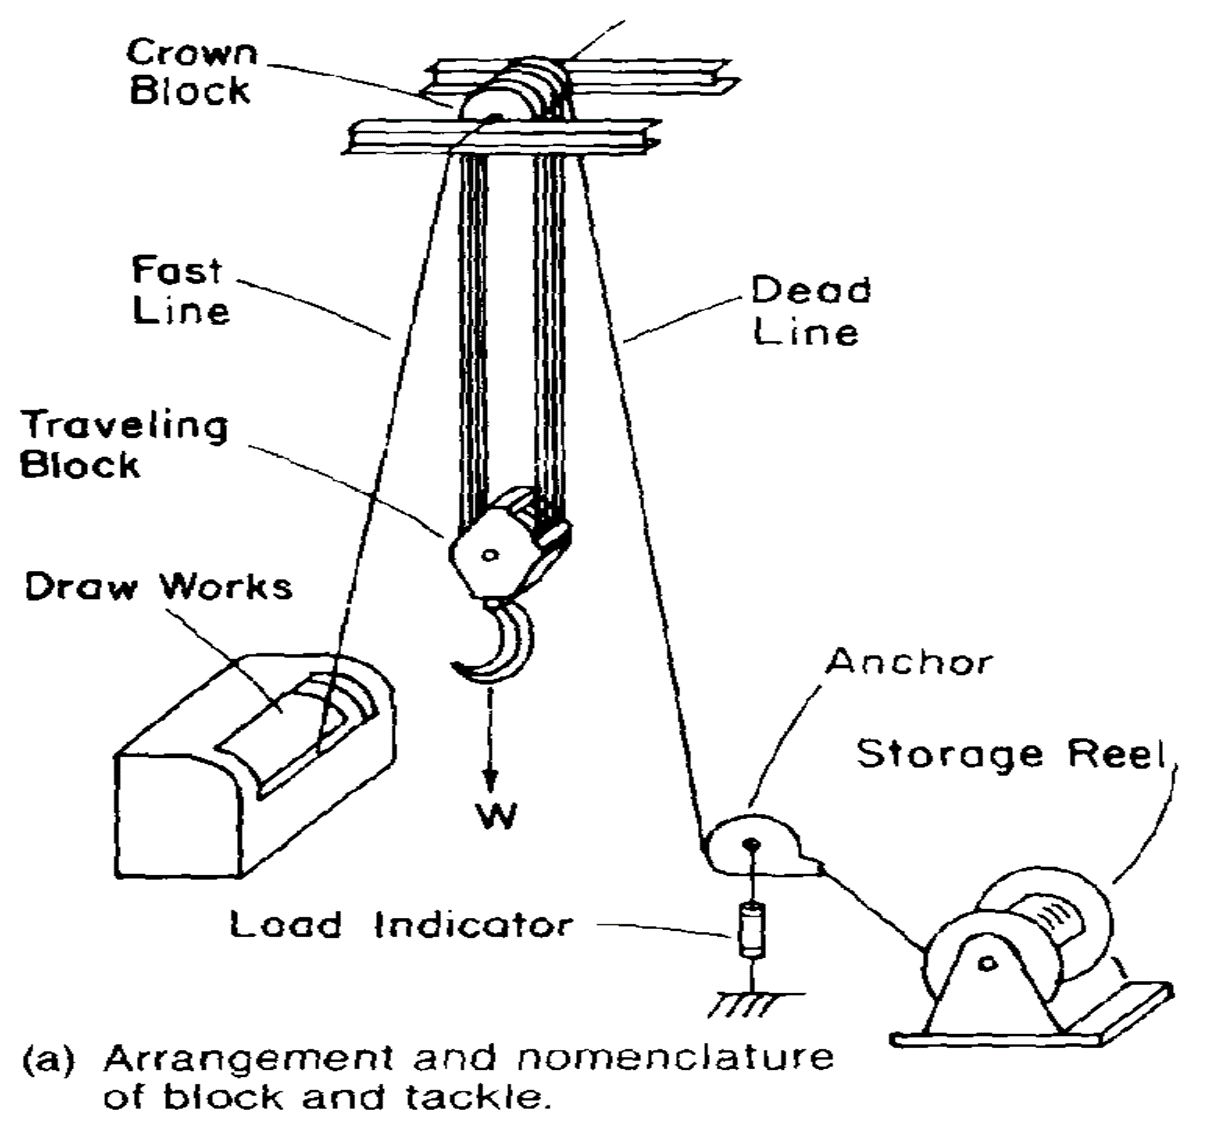 Crown
Block
Fast
Line
Dead
Line
Traveling
Block
Draw Works
Anchor
Storage Reel
W
Load Indicator
(a) Arrangement and nomenclature
of block and tackle.